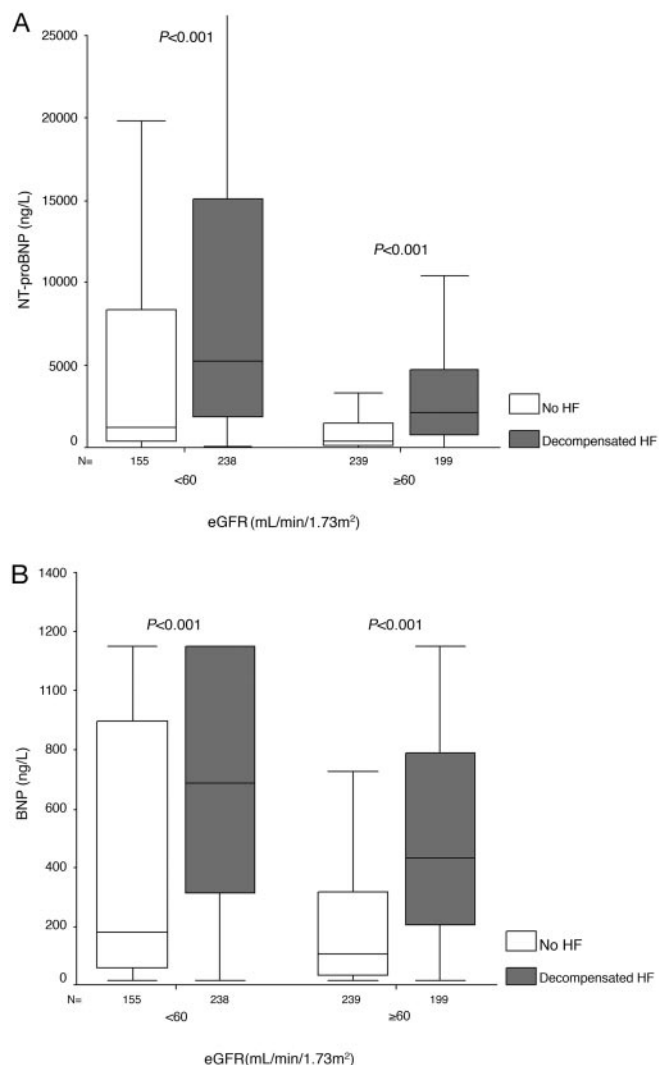 A
25000
20000
15000
10000
5000
0
NT-proBNP (ng/L)
P<0.001
P<0.001
No HF
Decompensated HF
N= 155 238 239 199
<60 ≥60
eGFR (mL/min/1.73m²)
B
1400
1200
1100
800
600
400
200
0
BNP (ng/L)
P<0.001 P<0.001
No HF
Decompensated HF
N= 155 238 239 199
<60 ≥60
eGFR(mL/min/1.73m²)